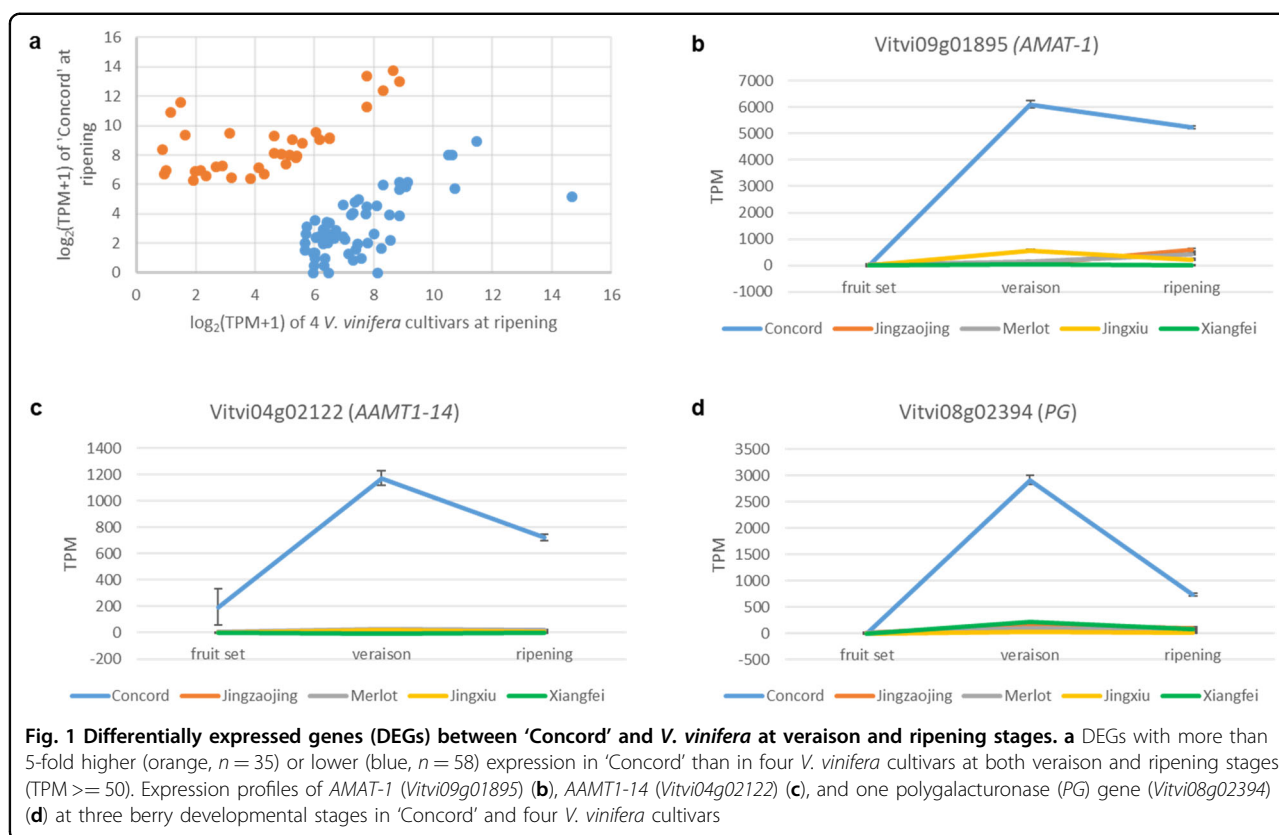 a
16
14
12
10
8
6
4
2
0
log2(TPM+1) of 'Concord' at
ripening
0 2 4 6 8 10 12 14 16
log2(TPM+1) of 4 V. vinifera cultivars at ripening
b
Vitvi09g01895 (AMAT-1)
7000
6000
5000
4000
3000
2000
1000
0
-1000
TPM
fruit set veraison ripening
Concord Jingzaojing Merlot Jingxiu Xiangfei
c
Vitvi04g02122 (AAMT1-14)
1400
1200
1000
800
600
400
200
0
-200
TPM
fruit set veraison ripening
Concord Jingzaojing Merlot Jingxiu Xiangfei
d
Vitvi08g02394 (PG)
3500
3000
2500
2000
1500
1000
500
0
-500
TPM
fruit set veraison ripening
Concord Jingzaojing Merlot Jingxiu Xiangfei
Fig. 1 Differentially expressed genes (DEGs) between ‘Concord’ and V. vinifera at veraison and ripening stages. a DEGs with more than
5-fold higher (orange, n = 35) or lower (blue, n = 58) expression in ‘Concord’ than in four V. vinifera cultivars at both veraison and ripening stages
(TPM >= 50). Expression profiles of AMAT-1 (Vitvi09g01895) (b), AAMT1-14 (Vitvi04g02122) (c), and one polygalacturonase (PG) gene (Vitvi08g02394)
(d) at three berry developmental stages in ‘Concord’ and four V. vinifera cultivars